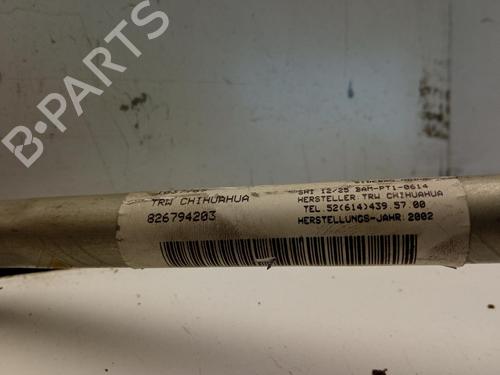 B-PARTS
TRW CHIHUAHUA
826794203
SHI 12/25 BAM-PT1-0614
HERSTELLER: TRW CHIHUAHUA
TEL. 52(614)439.57.00
HERSTELLUNGS-JAHR: 2002